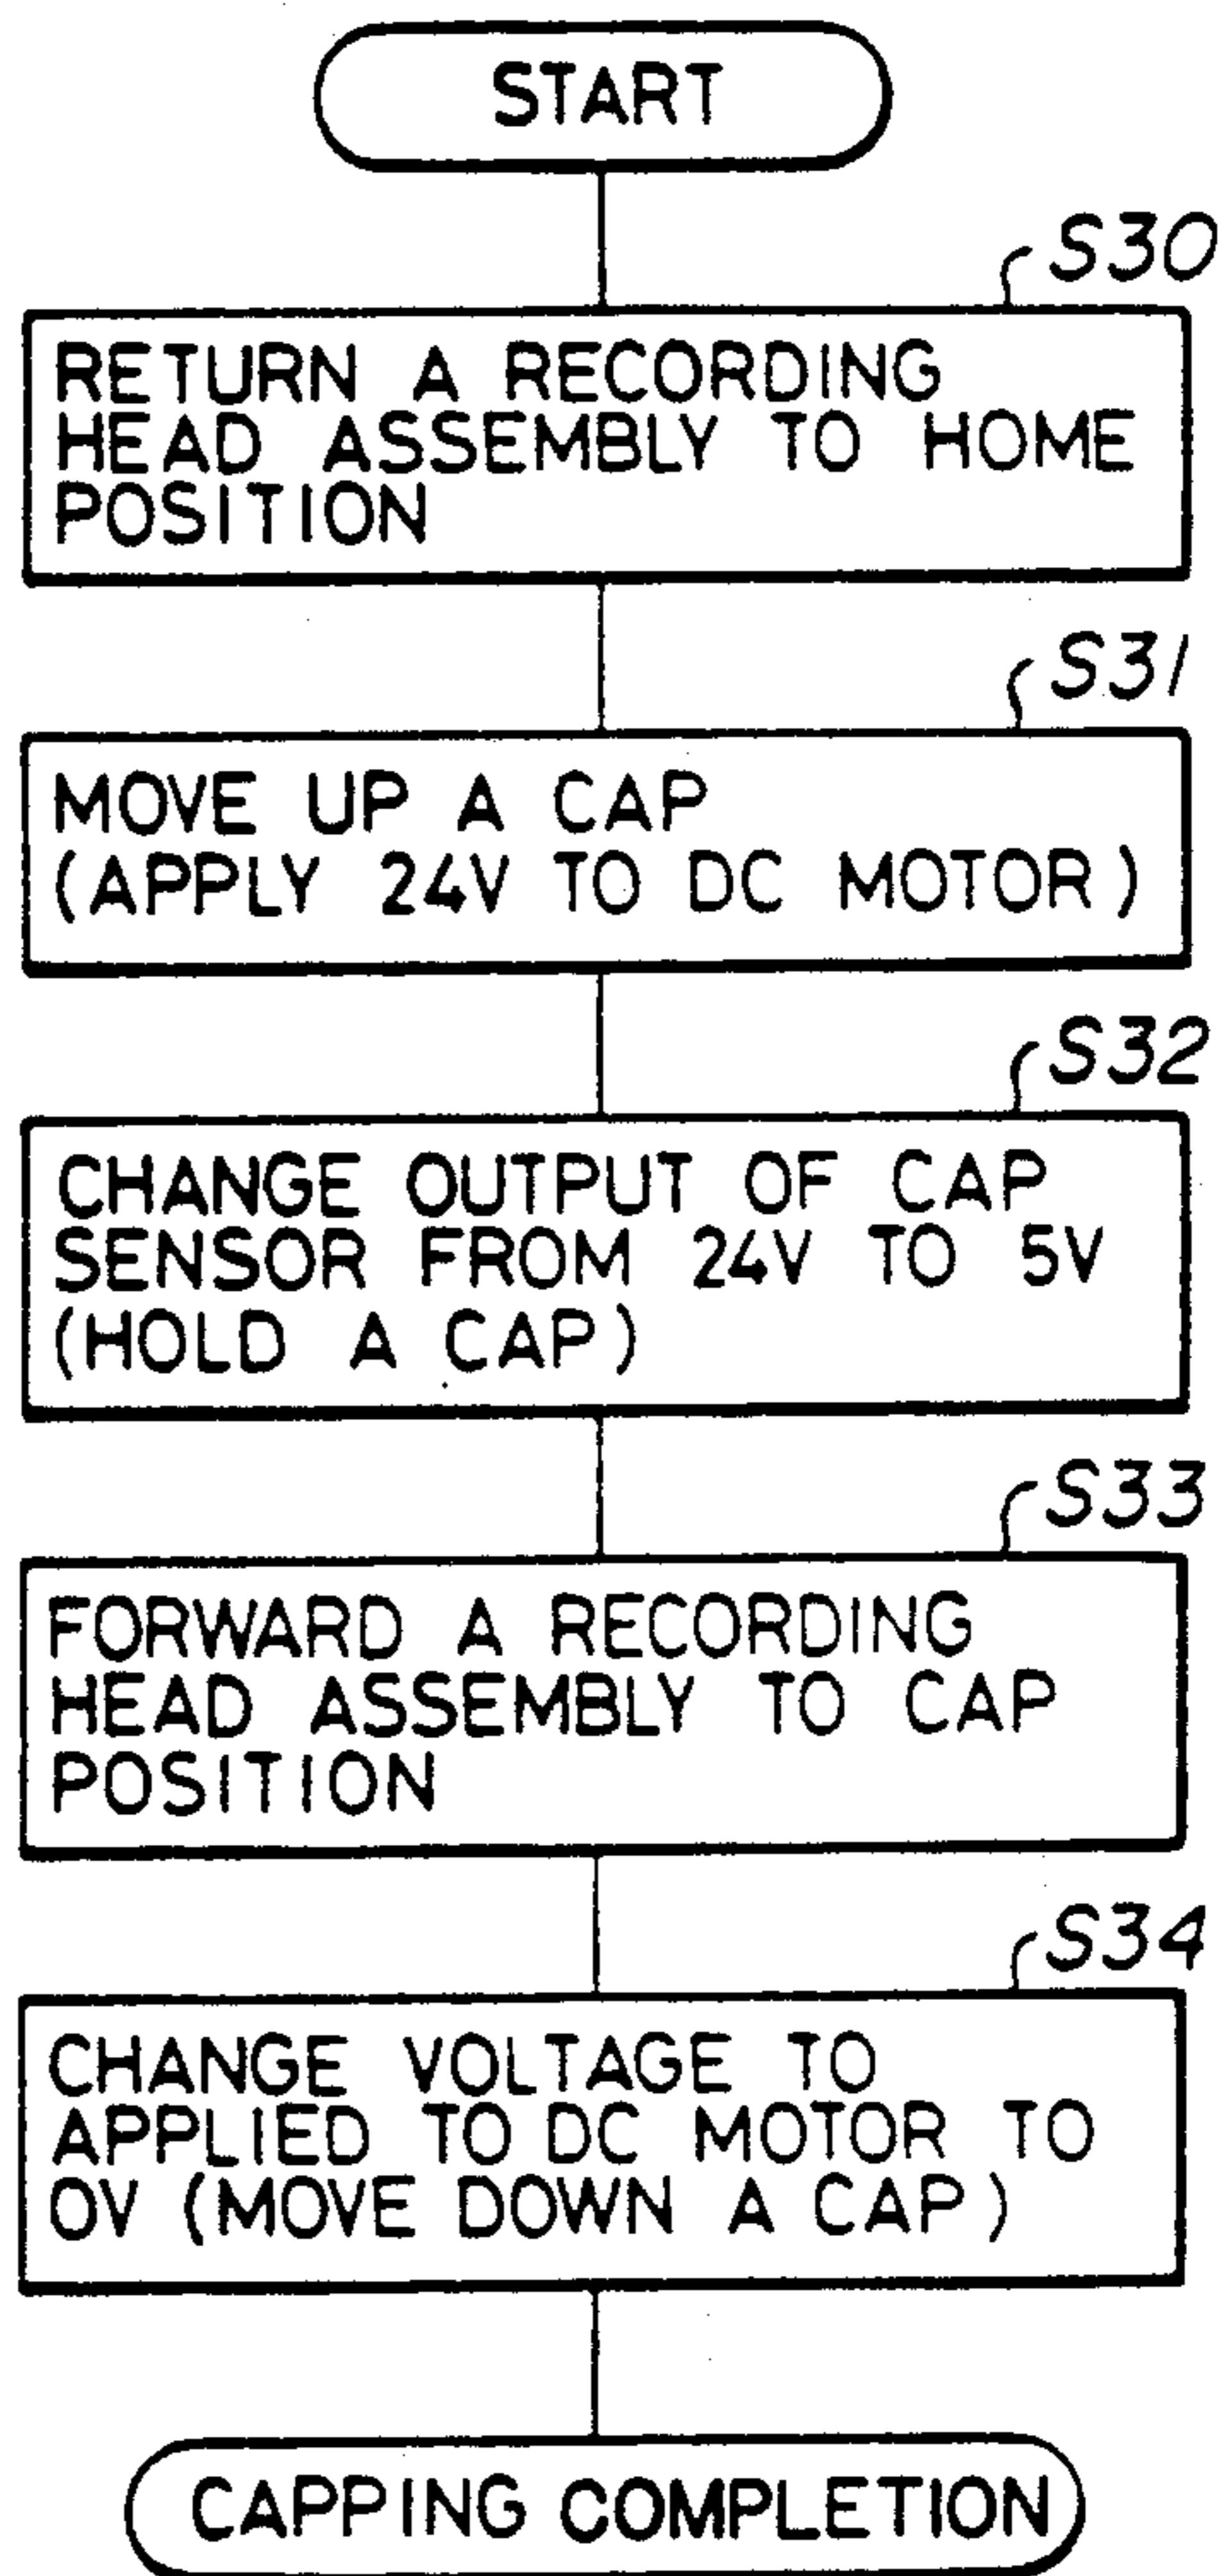 START
S30
RETURN A RECORDING
HEAD ASSEMBLY TO HOME
POSITION
S31
MOVE UP A CAP
(APPLY 24V TO DC MOTOR)
S32
CHANGE OUTPUT OF CAP
SENSOR FROM 24V TO 5V
(HOLD A CAP)
S33
FORWARD A RECORDING
HEAD ASSEMBLY TO CAP
POSITION
S34
CHANGE VOLTAGE TO
APPLIED TO DC MOTOR TO
0V (MOVE DOWN A CAP)
CAPPING COMPLETION